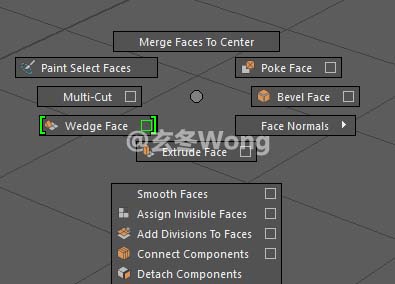 Merge Faces To Center
Paint Select Faces
Poke Face
Multi-Cut
Bevel Face
Wedge Face
Face Normals
@玄冬Wong
Extrude Face
Smooth Faces
Assign Invisible Faces
Add Divisions To Faces
Connect Components
Detach Components